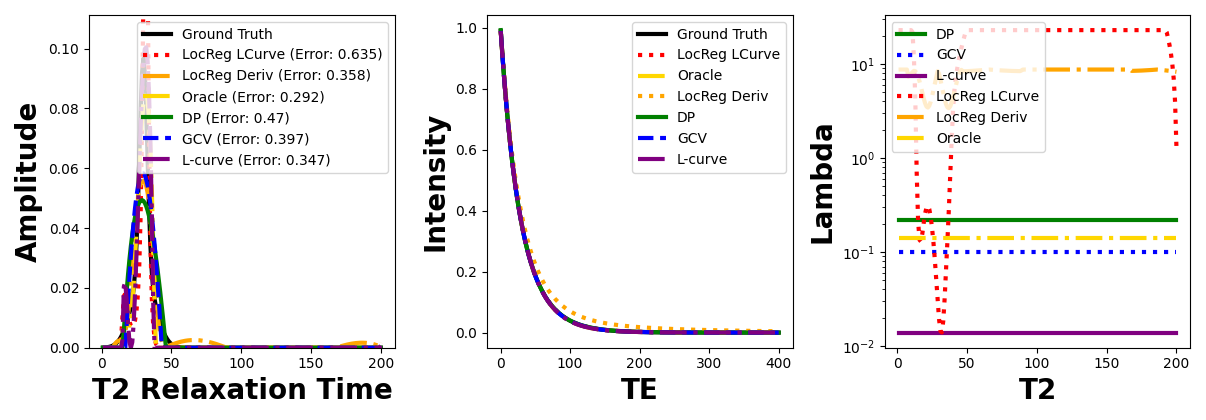 Amplitude
0.10
0.08
0.06
0.04
0.02
0.00
0
50
100
150
200
T2 Relaxation Time
Ground Truth
LocReg LCurve (Error: 0.635)
LocReg Deriv (Error: 0.358)
Oracle (Error: 0.292)
DP (Error: 0.47)
GCV (Error: 0.397)
L-curve (Error: 0.347)
Intensity
1.0
0.8
0.6
0.4
0.2
0.0
0
100
200
300
400
TE
Ground Truth
LocReg LCurve
Oracle
LocReg Deriv
DP
GCV
L-curve
Lambda
10¹
10⁰
10⁻¹
10⁻²
0
50
100
150
200
T2
DP
GCV
L-curve
LocReg LCurve
LocReg Deriv
Oracle